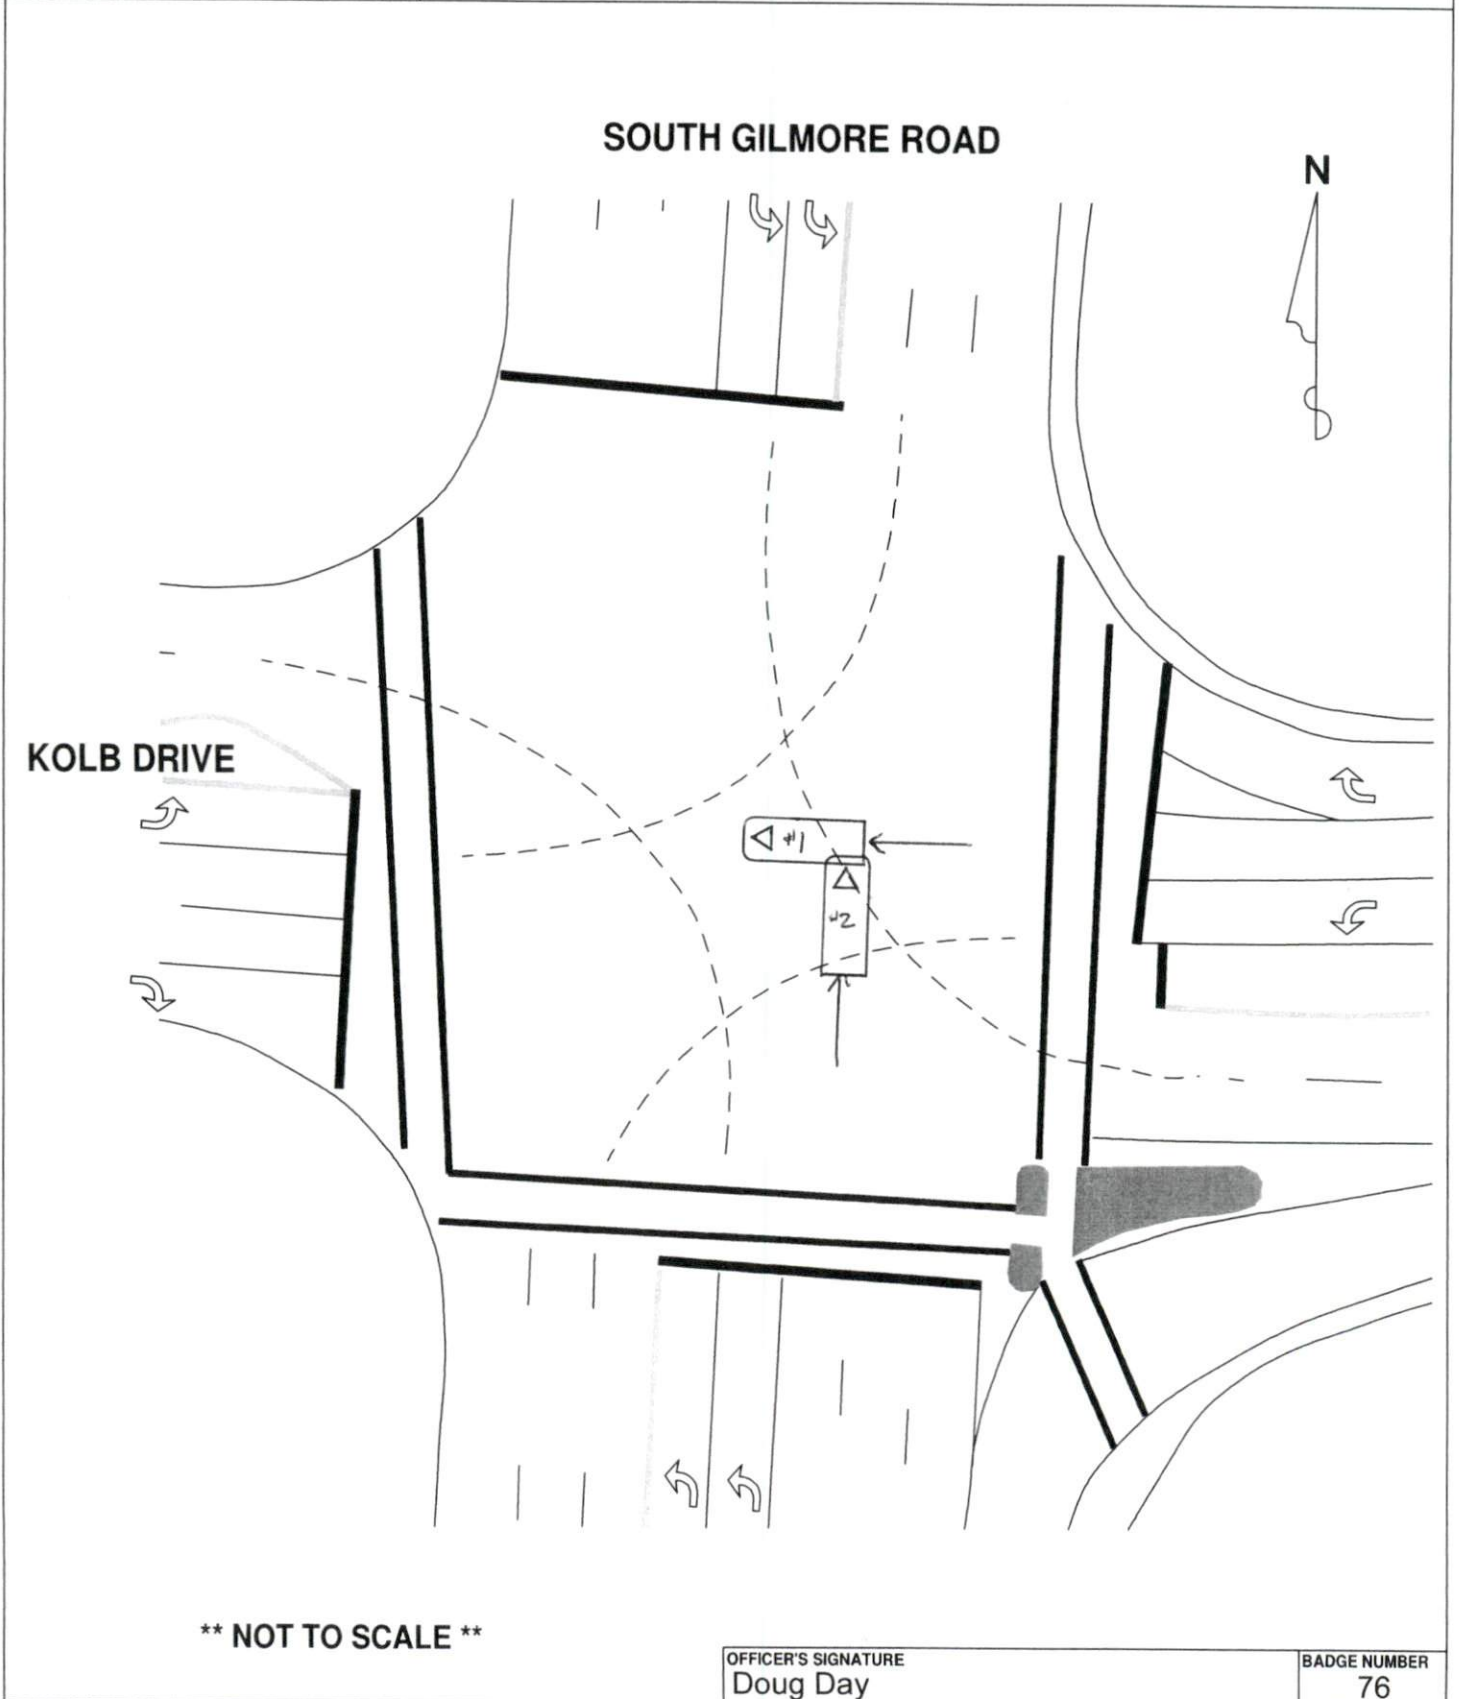 SOUTH GILMORE ROAD
N
KOLB DRIVE
#1
#2
** NOT TO SCALE **
OFFICER'S SIGNATURE
Doug Day
BADGE NUMBER
76